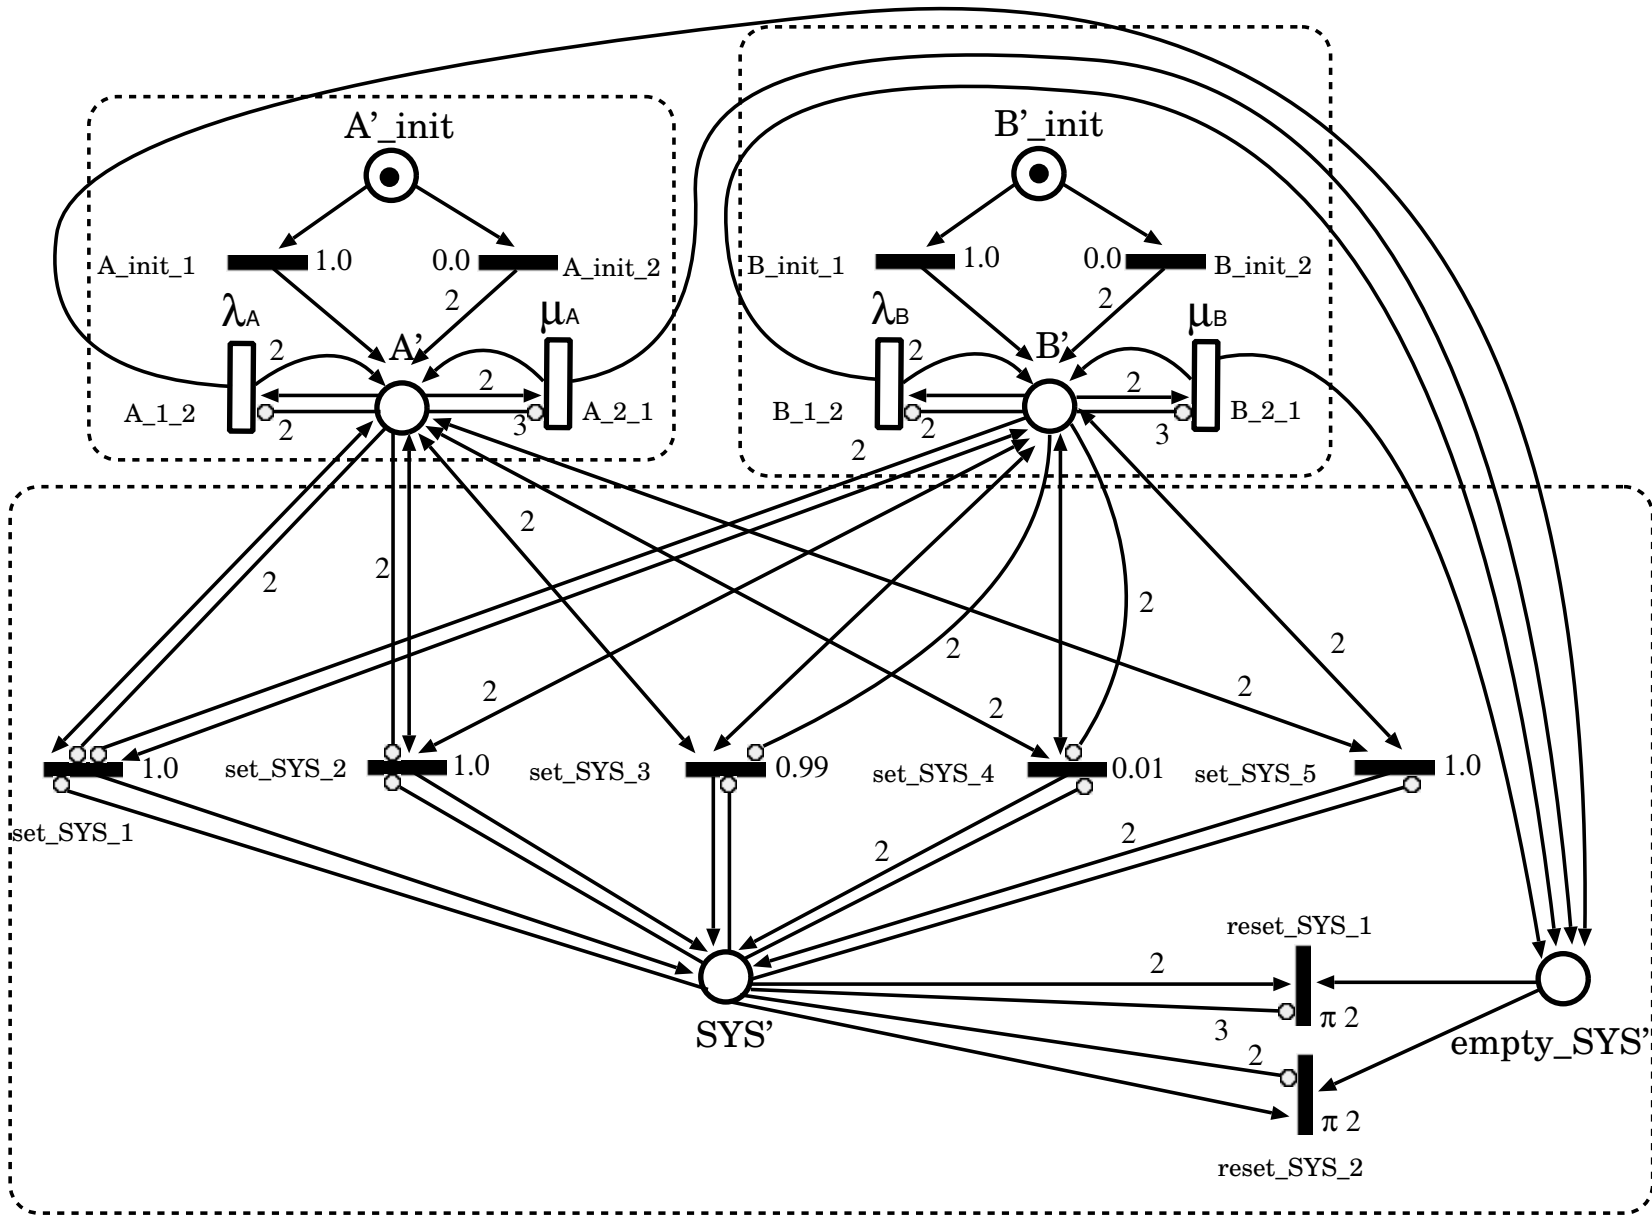 A’_init
B’_init
A_init_1
1.0
0.0
A_init_2
B_init_1
1.0
0.0
B_init_2
λA
2
2
A’
μA
λB
2
2
B’
μB
2
2
A_1_2
2
3
A_2_1
B_1_2
2
3
B_2_1
2
2
2
2
2
2
2
2
2
2
1.0
set_SYS_2
1.0
set_SYS_3
0.99
set_SYS_4
0.01
set_SYS_5
1.0
set_SYS_1
2
2
reset_SYS_1
2
π 2
3
SYS’
empty_SYS’
2
π 2
reset_SYS_2